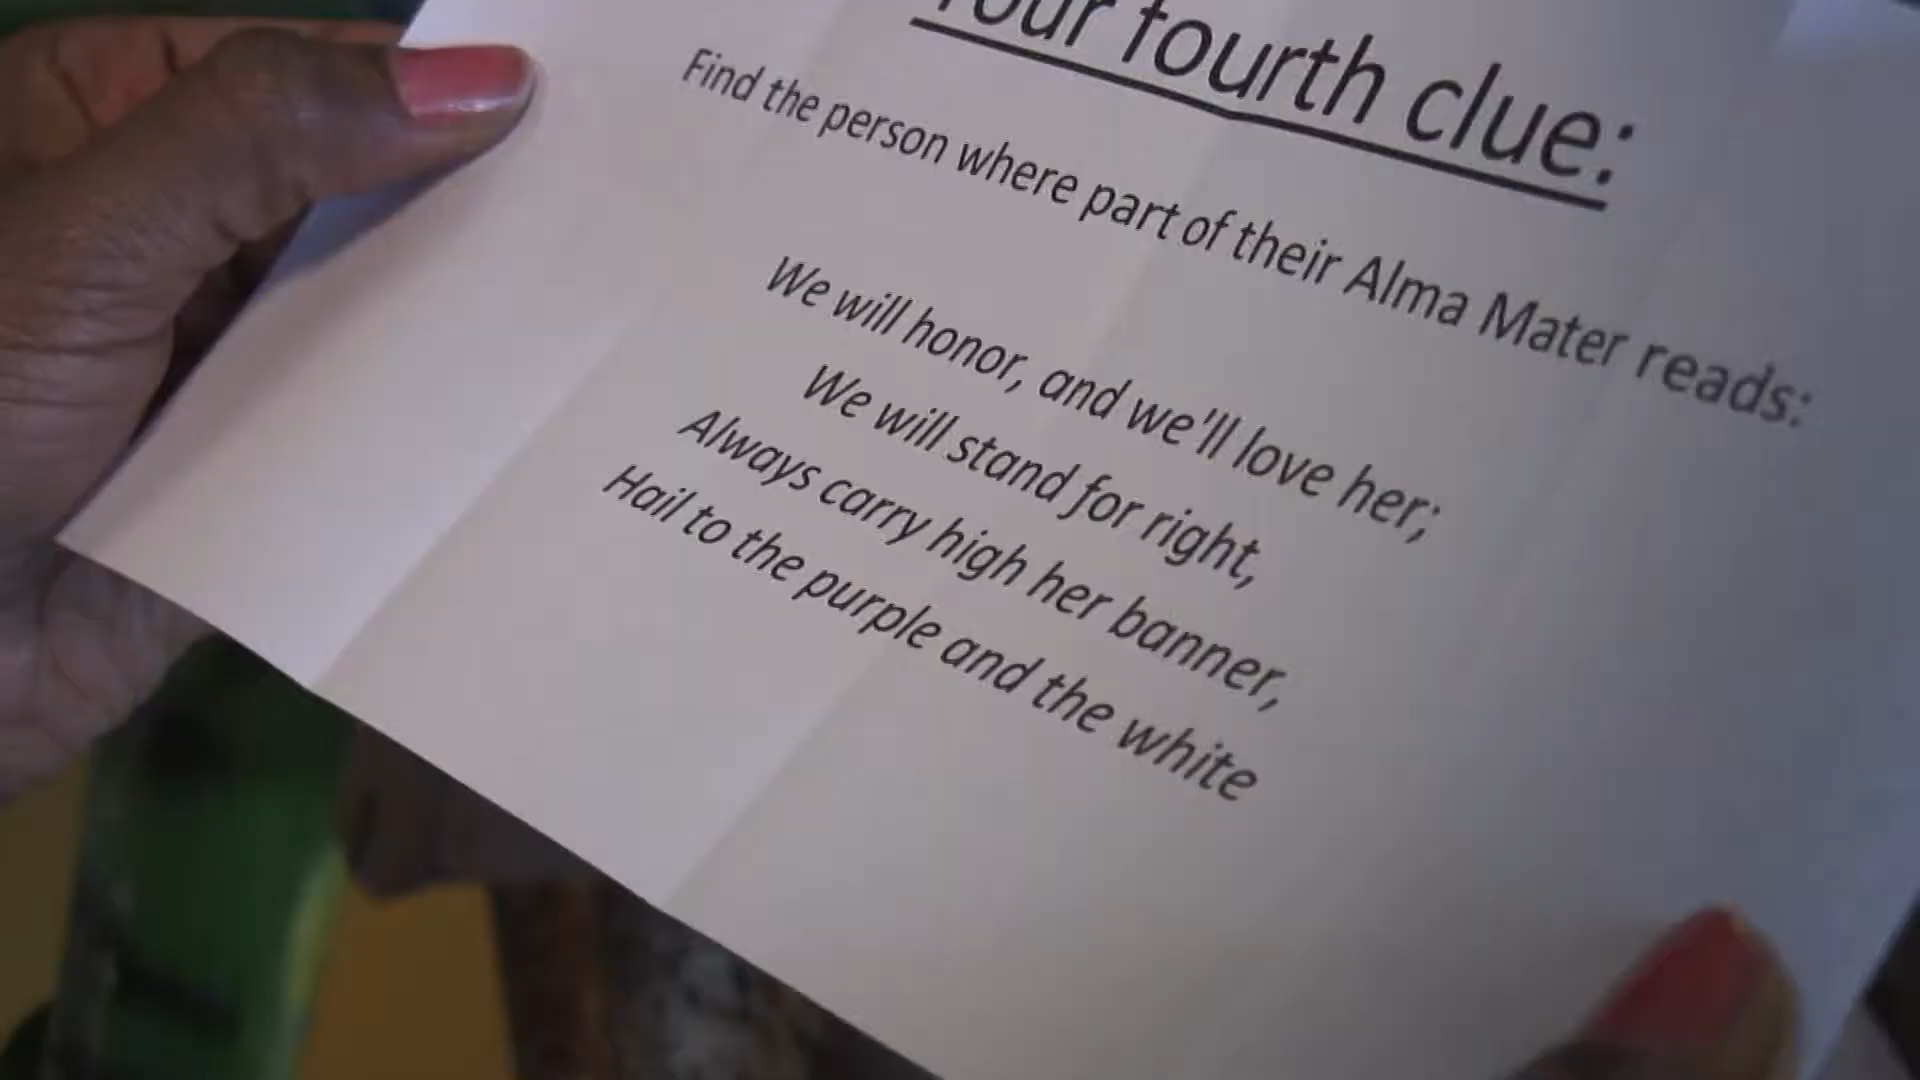 Your fourth clue:
Find the person where part of their Alma Mater reads:
We will honor, and we'll love her;
We will stand for right,
Always carry high her banner,
Hail to the purple and the white